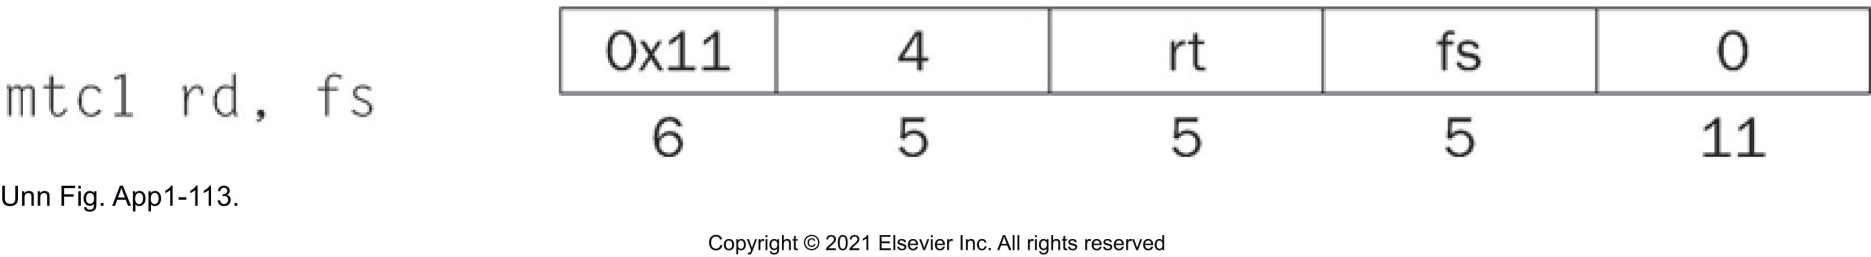 0x11 4 rt fs 0
mtc1 rd, fs
6 5 5 5 11
Unn Fig. App1-113.
Copyright © 2021 Elsevier Inc. All rights reserved